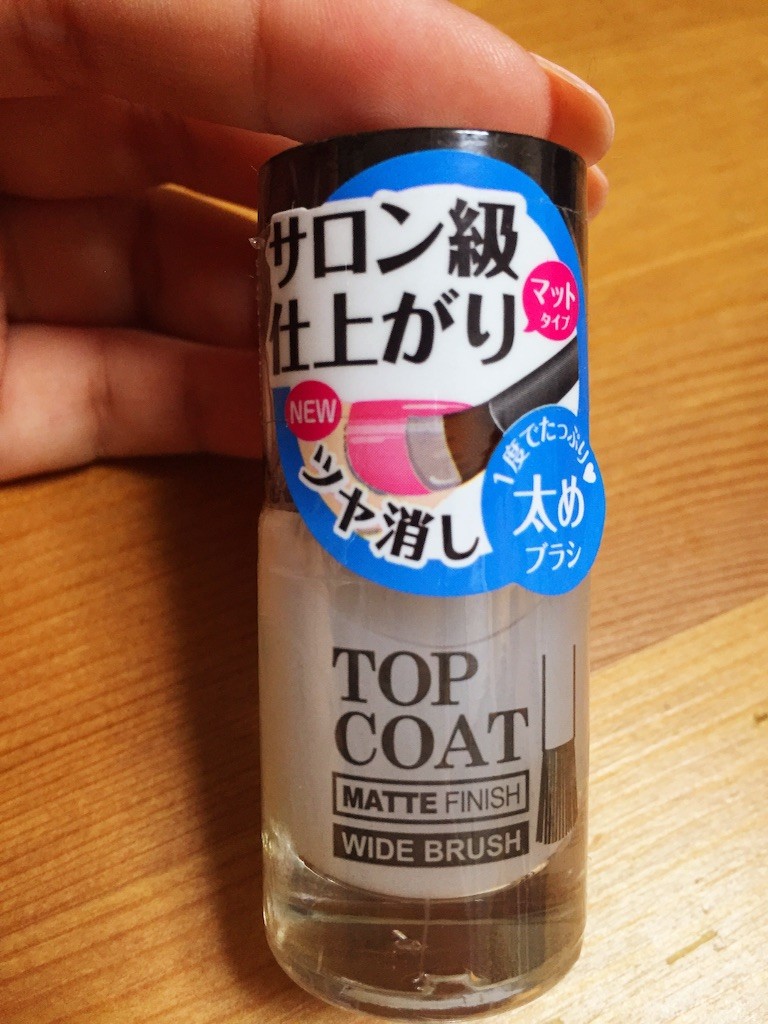 サロン級
仕上がり
マット
タイプ
NEW
ツヤ消し
1度でたっぷり♥
太め
ブラシ
TOP
COAT
MATTE FINISH
WIDE BRUSH